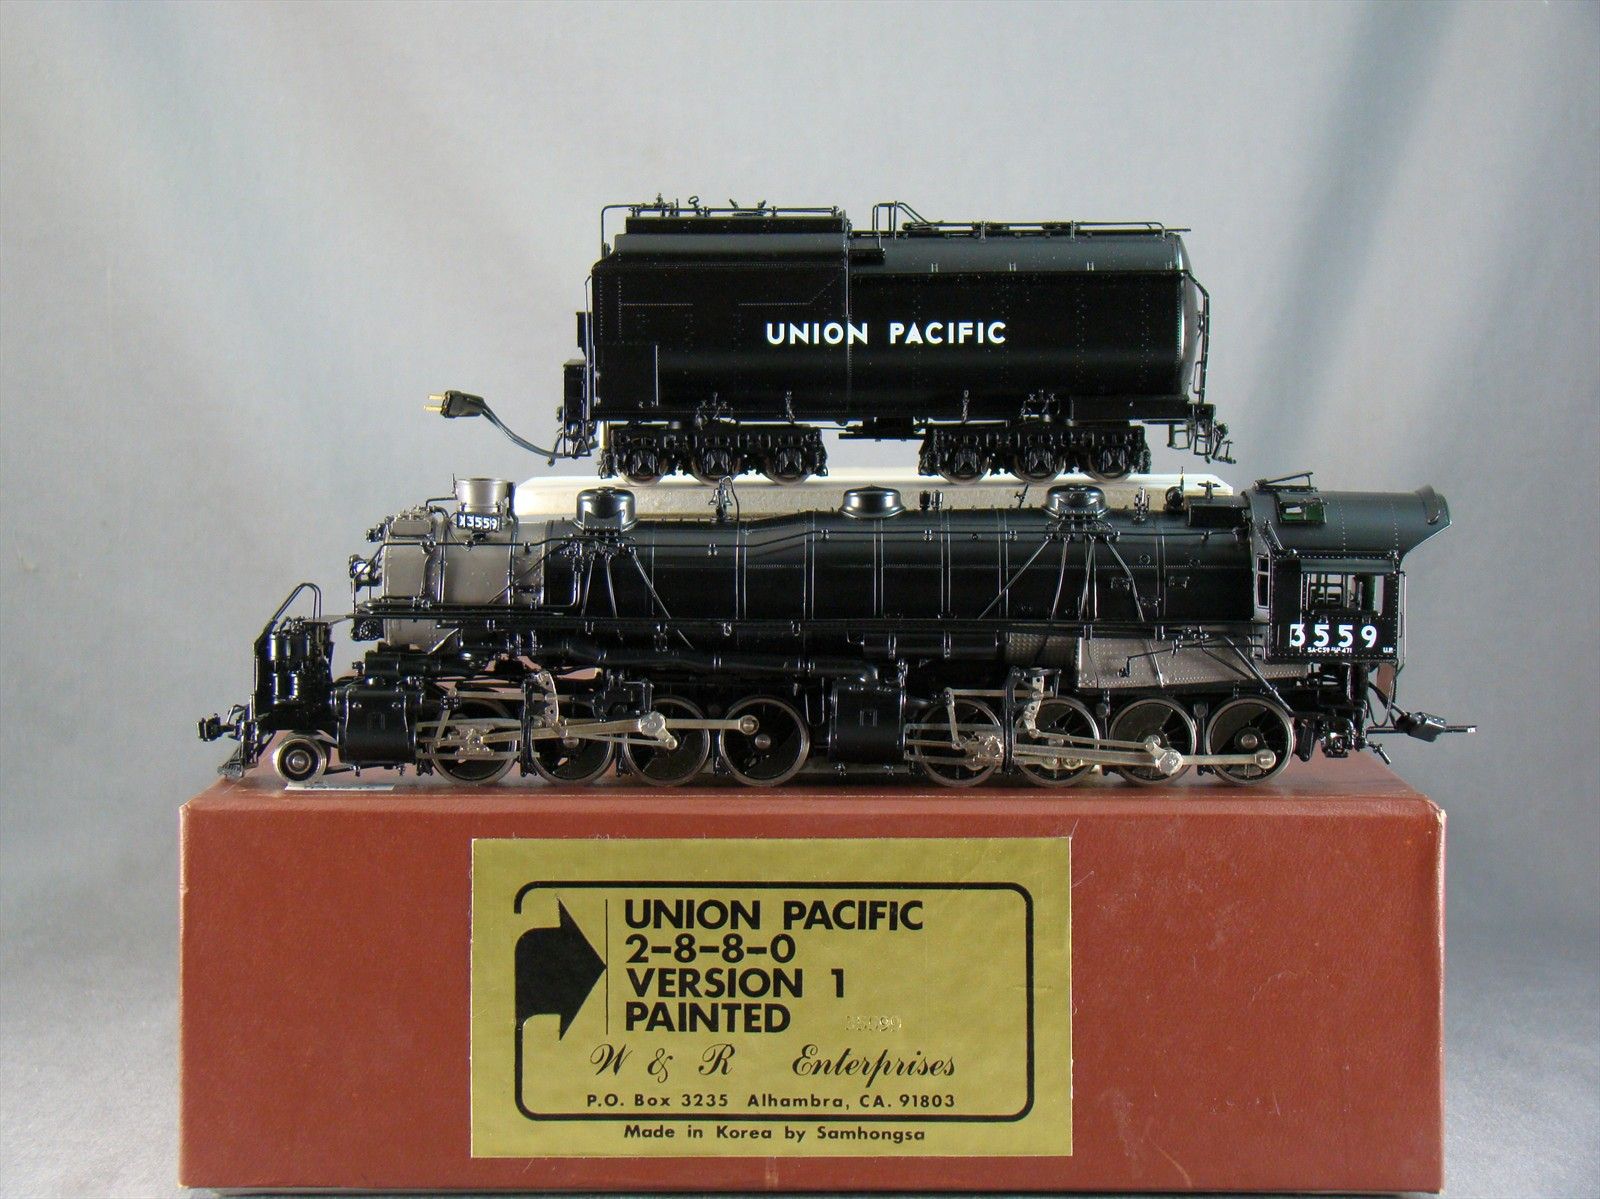 UNION PACIFIC
X3559
3559
U.P.
UNION PACIFIC
2-8-8-0
VERSION 1
PAINTED
W & R Enterprises
P.O. Box 3235 Alhambra, CA. 91803
Made in Korea by Samhongsa